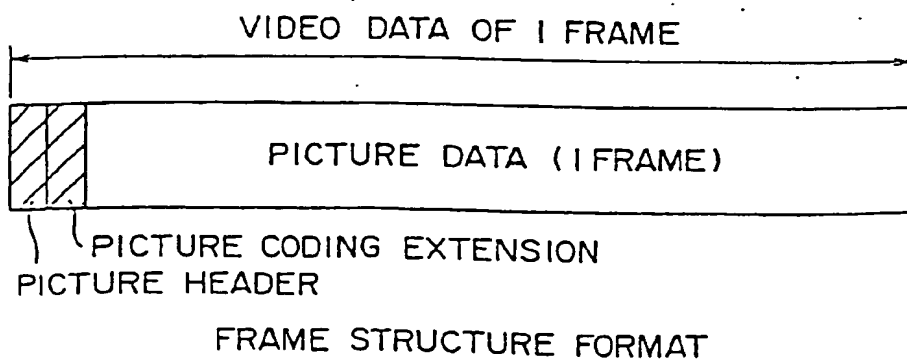 VIDEO DATA OF I FRAME
PICTURE DATA (I FRAME)
PICTURE CODING EXTENSION
PICTURE HEADER
FRAME STRUCTURE FORMAT